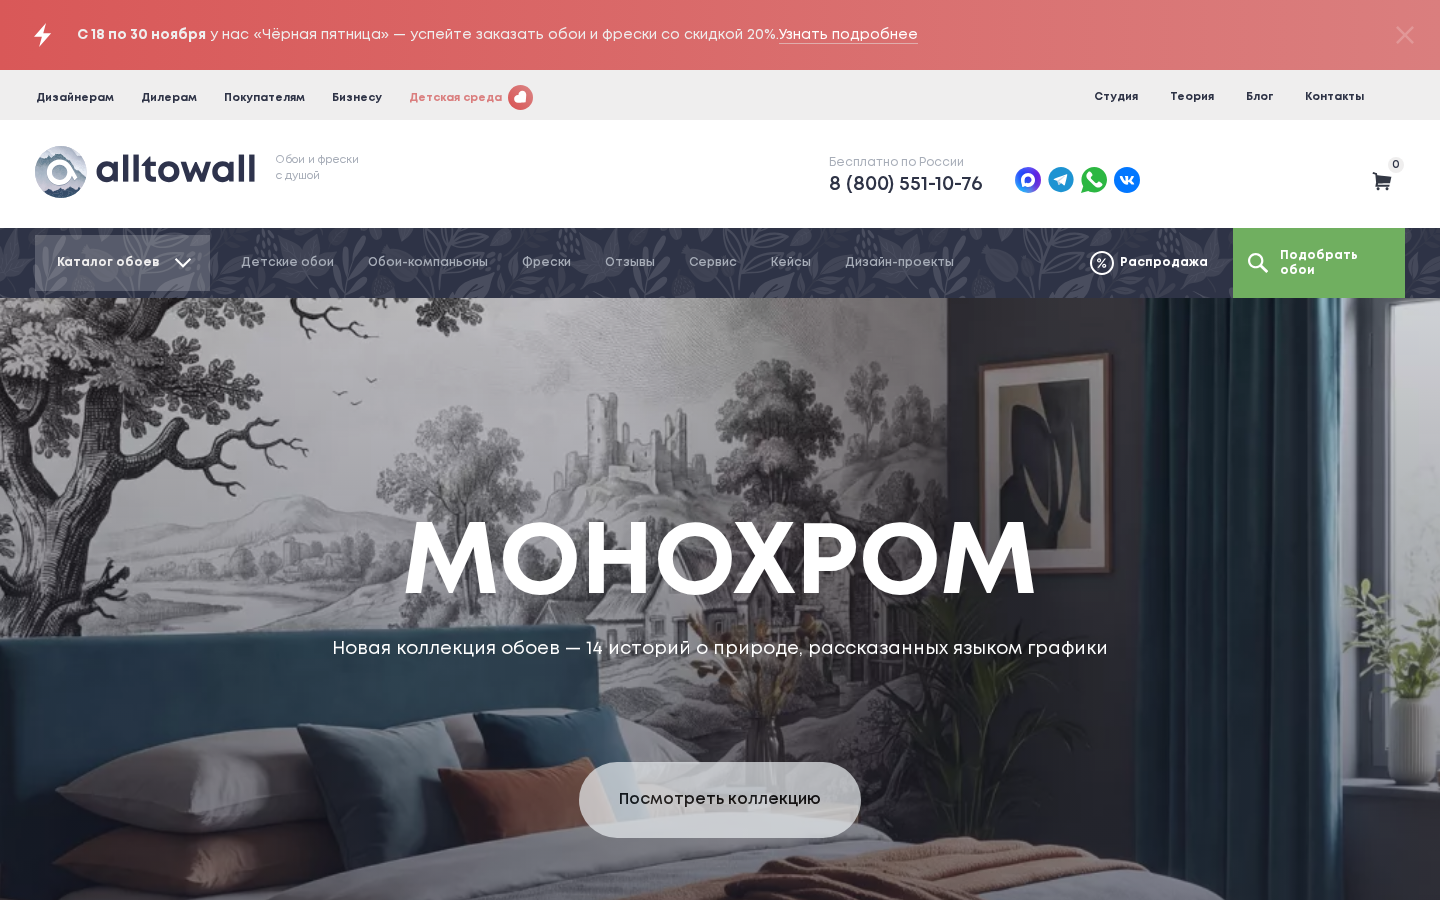 С 18 по 30 ноября у нас «Чёрная пятница» — успейте заказать обои и фрески со скидкой 20%.Узнать подробнее
Дизайнерам Дилерам Покупателям Бизнесу Детская среда Студия Теория Блог Контакты
alltowall
Обои и фрески
с душой
Бесплатно по России
8 (800) 551-10-76
0
Каталог обоев Детские обои Обои-компаньоны Фрески Отзывы Сервис Кейсы Дизайн-проекты % Распродажа
Подобрать
обои
МОНОХРОМ
Новая коллекция обоев — 14 историй о природе, рассказанных языком графики
Посмотреть коллекцию